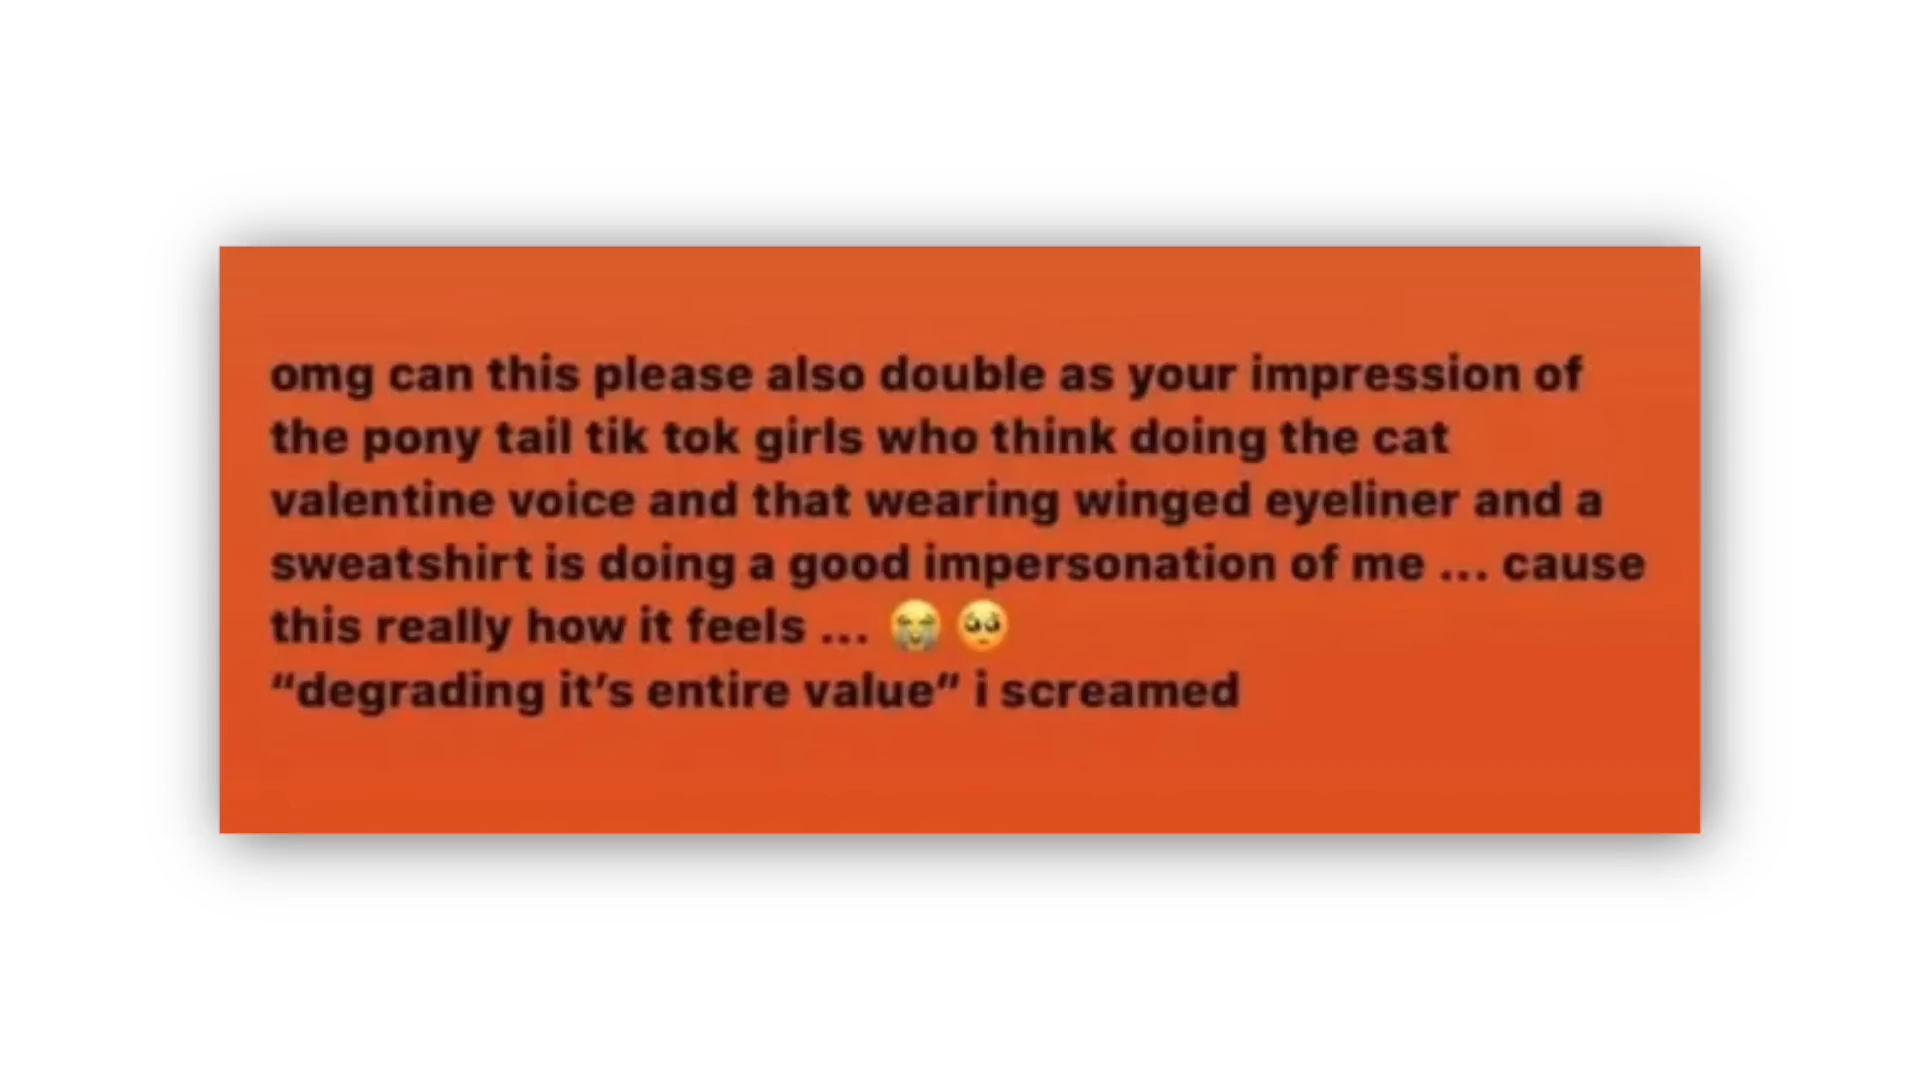 omg can this please also double as your impression of
the pony tail tik tok girls who think doing the cat
valentine voice and that wearing winged eyeliner and a
sweatshirt is doing a good impersonation of me ... cause
this really how it feels ... 😭 🥺
“degrading it’s entire value” i screamed